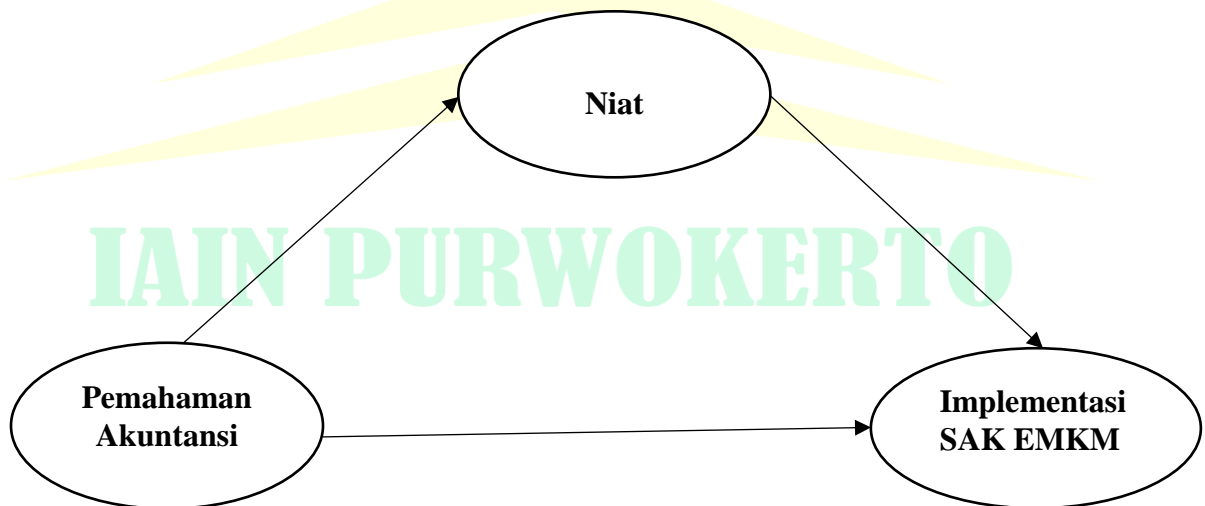 Niat
IAIN PURWOKERTO
Pemahaman
Akuntansi
Implementasi
SAK EMKM